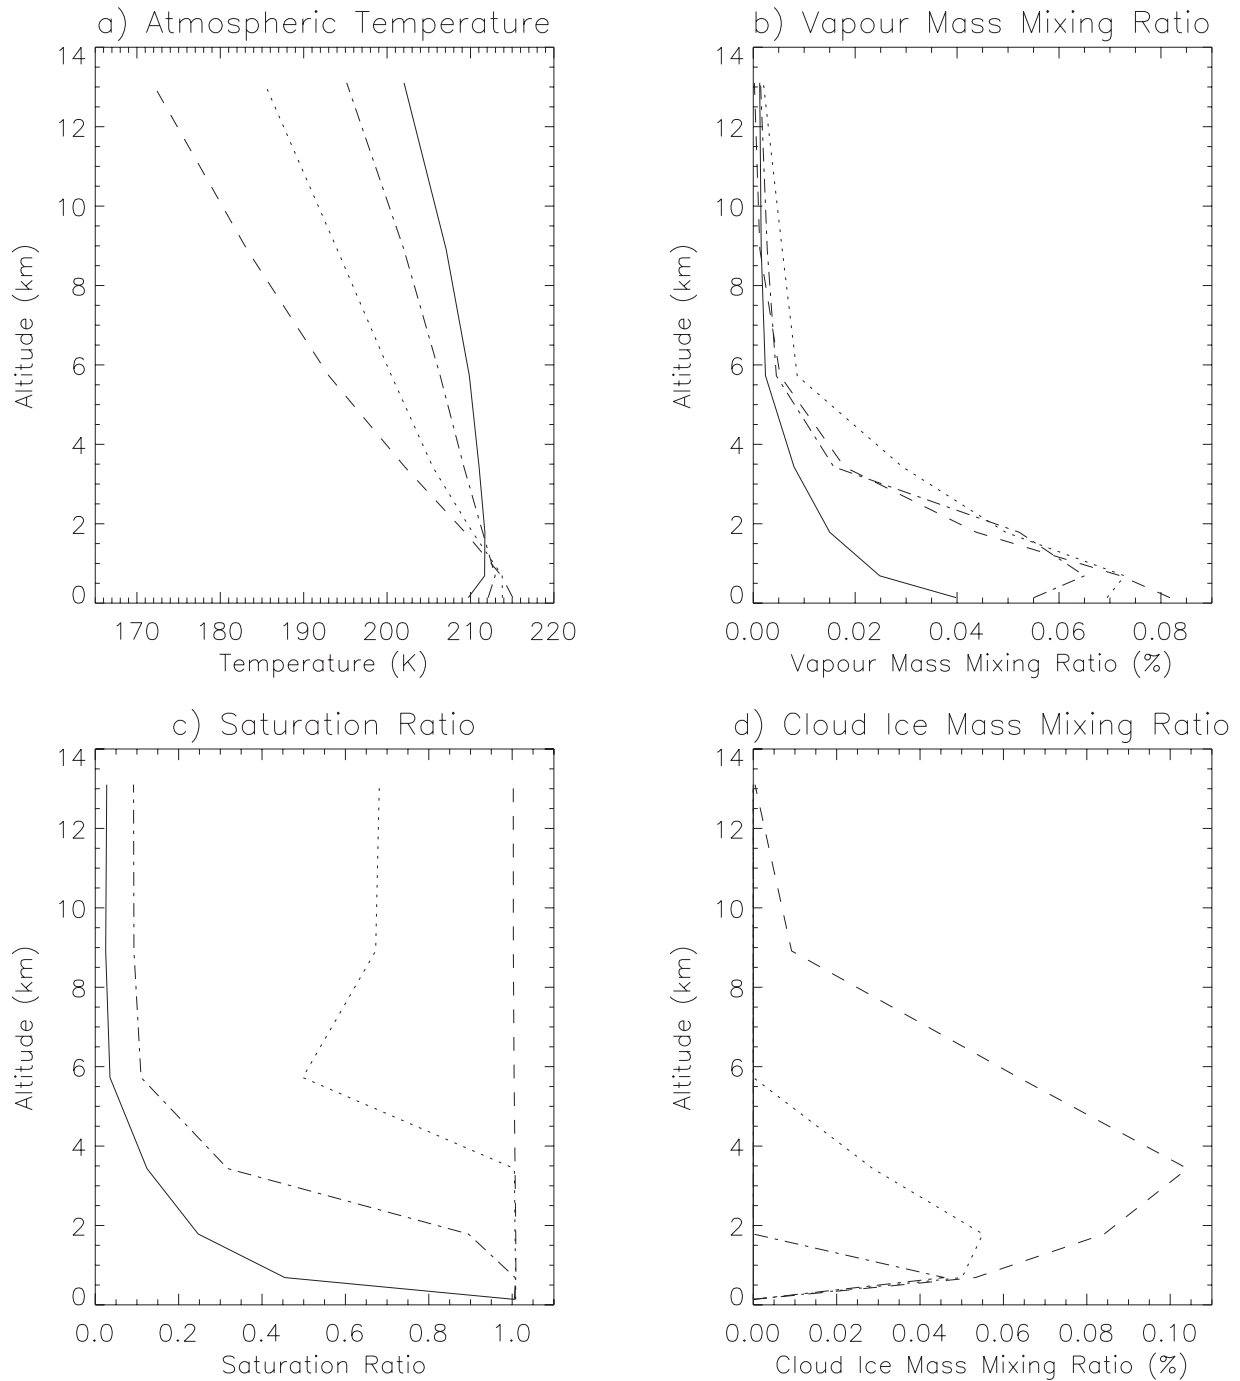 a) Atmospheric Temperature
14
12
10
8
6
4
2
0
Altitude (km)
170 180 190 200 210 220
Temperature (K)
b) Vapour Mass Mixing Ratio
14
12
10
8
6
4
2
0
Altitude (km)
0.00 0.02 0.04 0.06 0.08
Vapour Mass Mixing Ratio (%)
c) Saturation Ratio
14
12
10
8
6
4
2
0
Altitude (km)
0.0 0.2 0.4 0.6 0.8 1.0
Saturation Ratio
d) Cloud Ice Mass Mixing Ratio
14
12
10
8
6
4
2
0
Altitude (km)
0.00 0.02 0.04 0.06 0.08 0.10
Cloud Ice Mass Mixing Ratio (%)